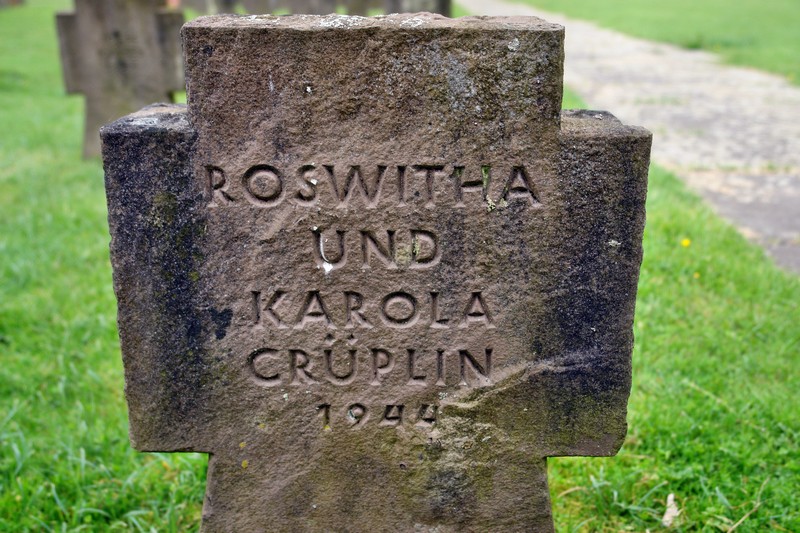 ROSWITHA
UND
KAROLA
CRÜPLIN
1944